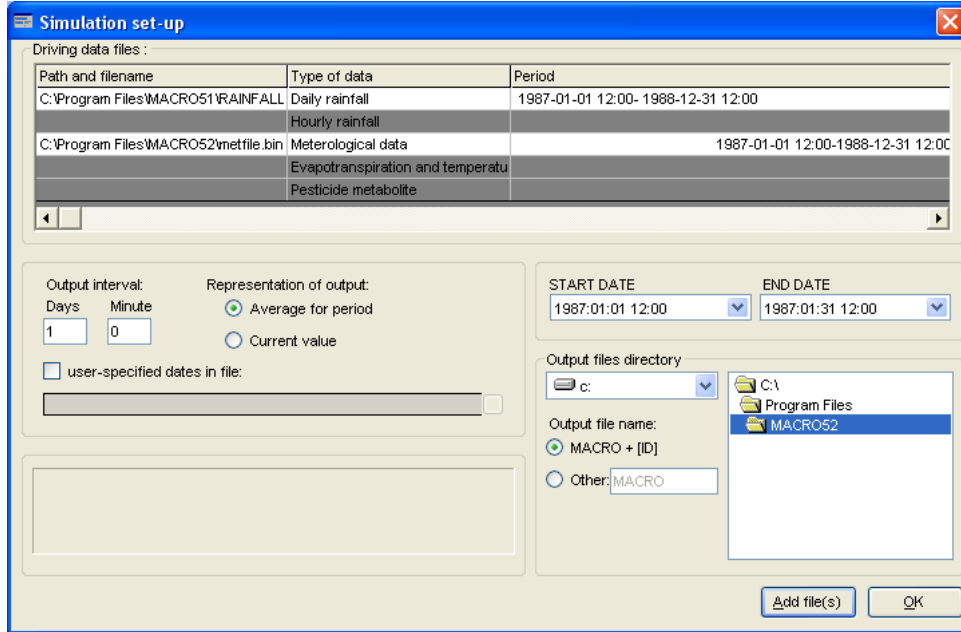 Simulation set-up
Driving data files :
Path and filename Type of data Period
C:\Program Files\MACRO51\RAINFALL Daily rainfall 1987-01-01 12:00- 1988-12-31 12:00
Hourly rainfall
C:\Program Files\MACRO52\metfile.bin Meterological data 1987-01-01 12:00-1988-12-31 12:00
Evapotranspiration and temperatu
Pesticide metabolite
Output interval: Representation of output:
Days Minute
1 0
Average for period
Current value
user-specified dates in file:
START DATE END DATE
1987:01:01 12:00 1987:01:31 12:00
Output files directory
c:
C:\
Program Files
MACRO52
Output file name:
MACRO + [ID]
Other: MACRO
Add file(s) OK